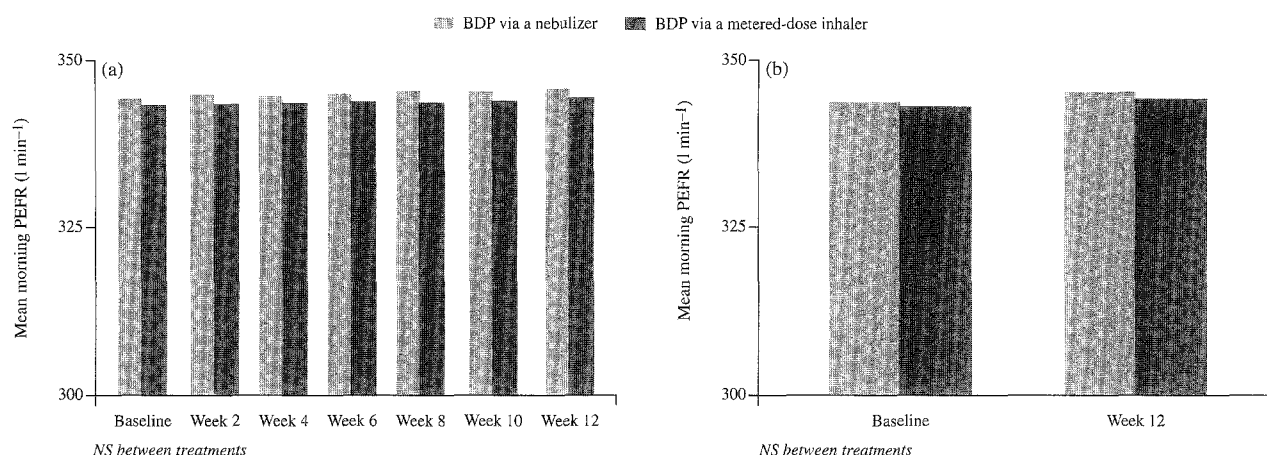 BDP via a nebulizer BDP via a metered-dose inhaler
350
(a)
325
300
Mean morning PEFR (1 min−1)
Baseline Week 2 Week 4 Week 6 Week 8 Week 10 Week 12
NS between treatments
350
(b)
325
300
Mean morning PEFR (1 min−1)
Baseline Week 12
NS between treatments